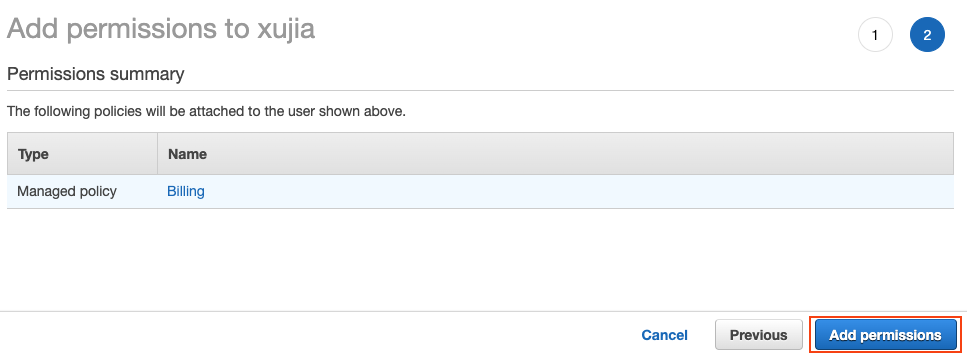 Add permissions to xujia
1
2
Permissions summary
The following policies will be attached to the user shown above.
Type Name
Managed policy Billing
Cancel Previous Add permissions